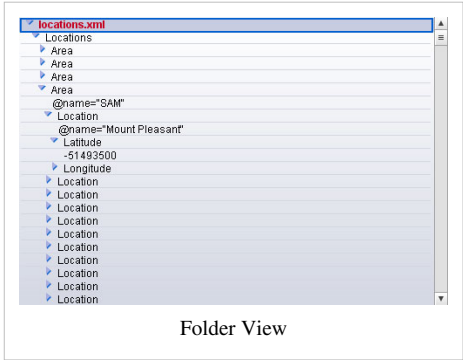 locations.xml
Locations
Area
Area
Area
Area
@name="SAM"
Location
@name="Mount Pleasant"
Latitude
-51493500
Longitude
Location
Location
Location
Location
Location
Location
Location
Location
Location
Location
Folder View